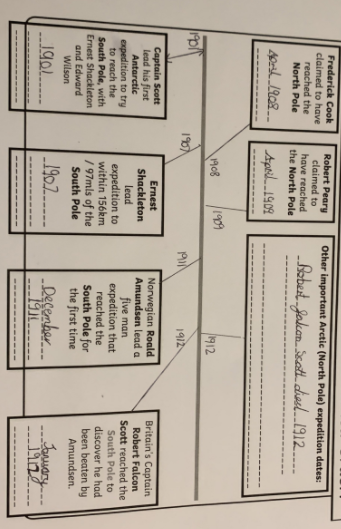 Frederick Cook
claimed to have
reached the
North Pole
April 1908
Robert Peary
claimed to
have reached
the North Pole
April 1909
Other important Arctic (North Pole) expedition dates:
Robert Falcon Scott died 1912
1901
1907
1908
1909
1911
1912
1912
Captain Scott
lead his first
Antarctic
expedition to try
to reach the
South Pole, with
Ernest Shackleton
and Edward
Wilson
1901
Ernest
Shackleton
lead
expedition to
within 156km
/ 97mls of the
South Pole
1907
Norwegian Roald
Amundsen lead a
five man
expedition that
reached the
South Pole for
the first time
December
1911
Britain's Captain
Robert Falcon
Scott reached the
South Pole to
discover he had
been beaten by
Amundsen
January
1912